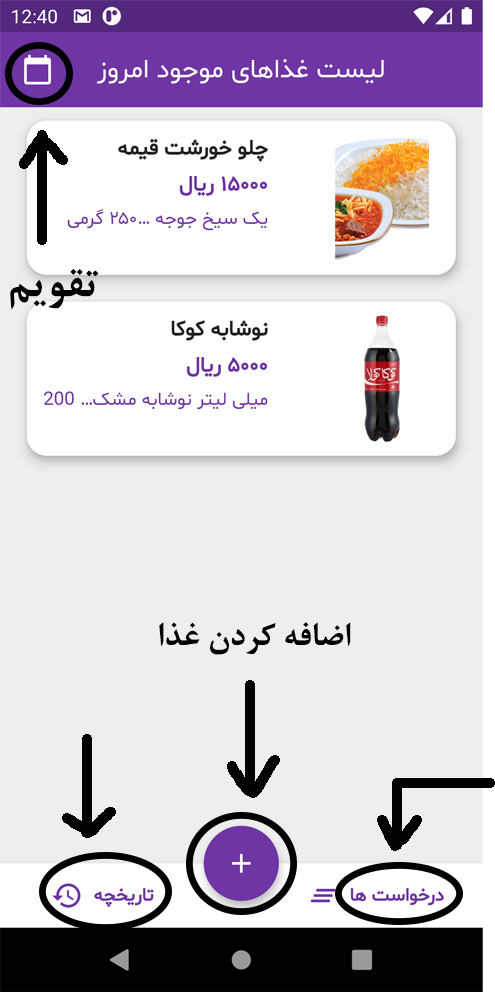 12:40
لیست غذاهای موجود امروز
چلو خورشت قیمه
۱۵۰۰۰ ریال
یک سیخ جوجه ...۲۵۰ گرمی
تقویم
نوشابه کوکا
۵۰۰۰ ریال
میلی لیتر نوشابه مشک... 200
کوکاکولا
اضافه کردن غذا
درخواست ها
تاریخچه